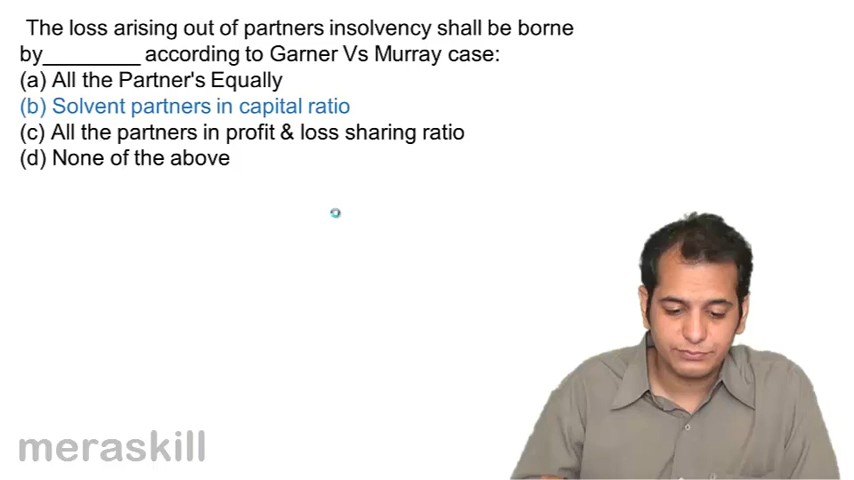 The loss arising out of partners insolvency shall be borne
by________ according to Garner Vs Murray case:
(a) All the Partner's Equally
(b) Solvent partners in capital ratio
(c) All the partners in profit & loss sharing ratio
(d) None of the above
meraskill